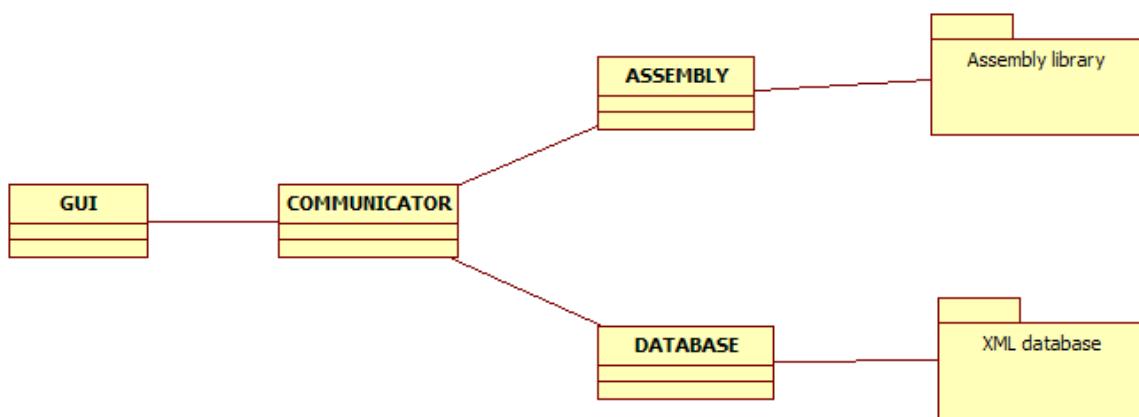 Assembly library
ASSEMBLY
GUI
COMMUNICATOR
DATABASE
XML database